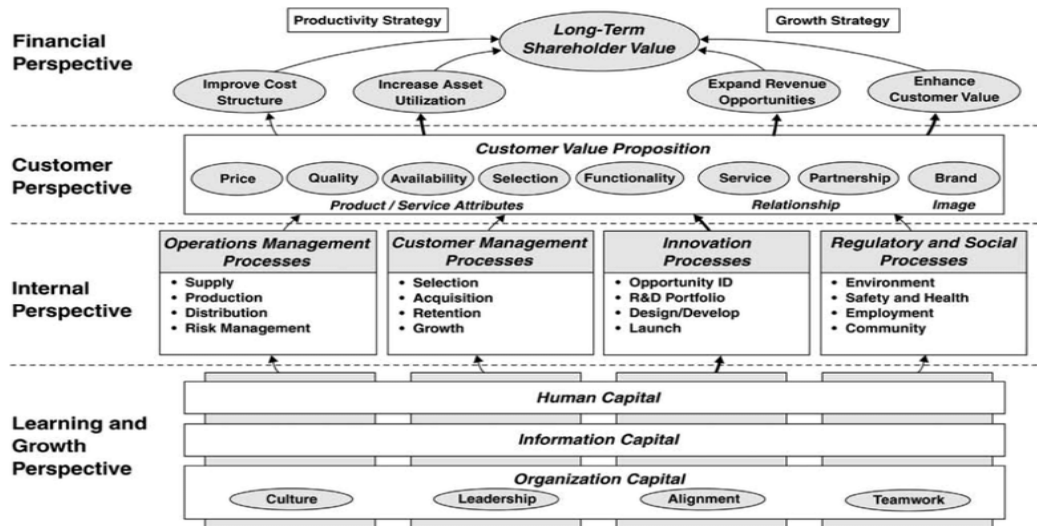 Productivity Strategy
Growth Strategy
Long-Term
Shareholder Value
Financial
Perspective
Improve Cost
Structure
Increase Asset
Utilization
Expand Revenue
Opportunities
Enhance
Customer Value
Customer
Perspective
Customer Value Proposition
Price
Quality
Availability
Selection
Functionality
Service
Partnership
Brand
Product / Service Attributes
Relationship
Image
Internal
Perspective
Operations Management
Processes
• Supply
• Production
• Distribution
• Risk Management
Customer Management
Processes
• Selection
• Acquisition
• Retention
• Growth
Innovation
Processes
• Opportunity ID
• R&D Portfolio
• Design/Develop
• Launch
Regulatory and Social
Processes
• Environment
• Safety and Health
• Employment
• Community
Learning and
Growth
Perspective
Human Capital
Information Capital
Organization Capital
Culture
Leadership
Alignment
Teamwork